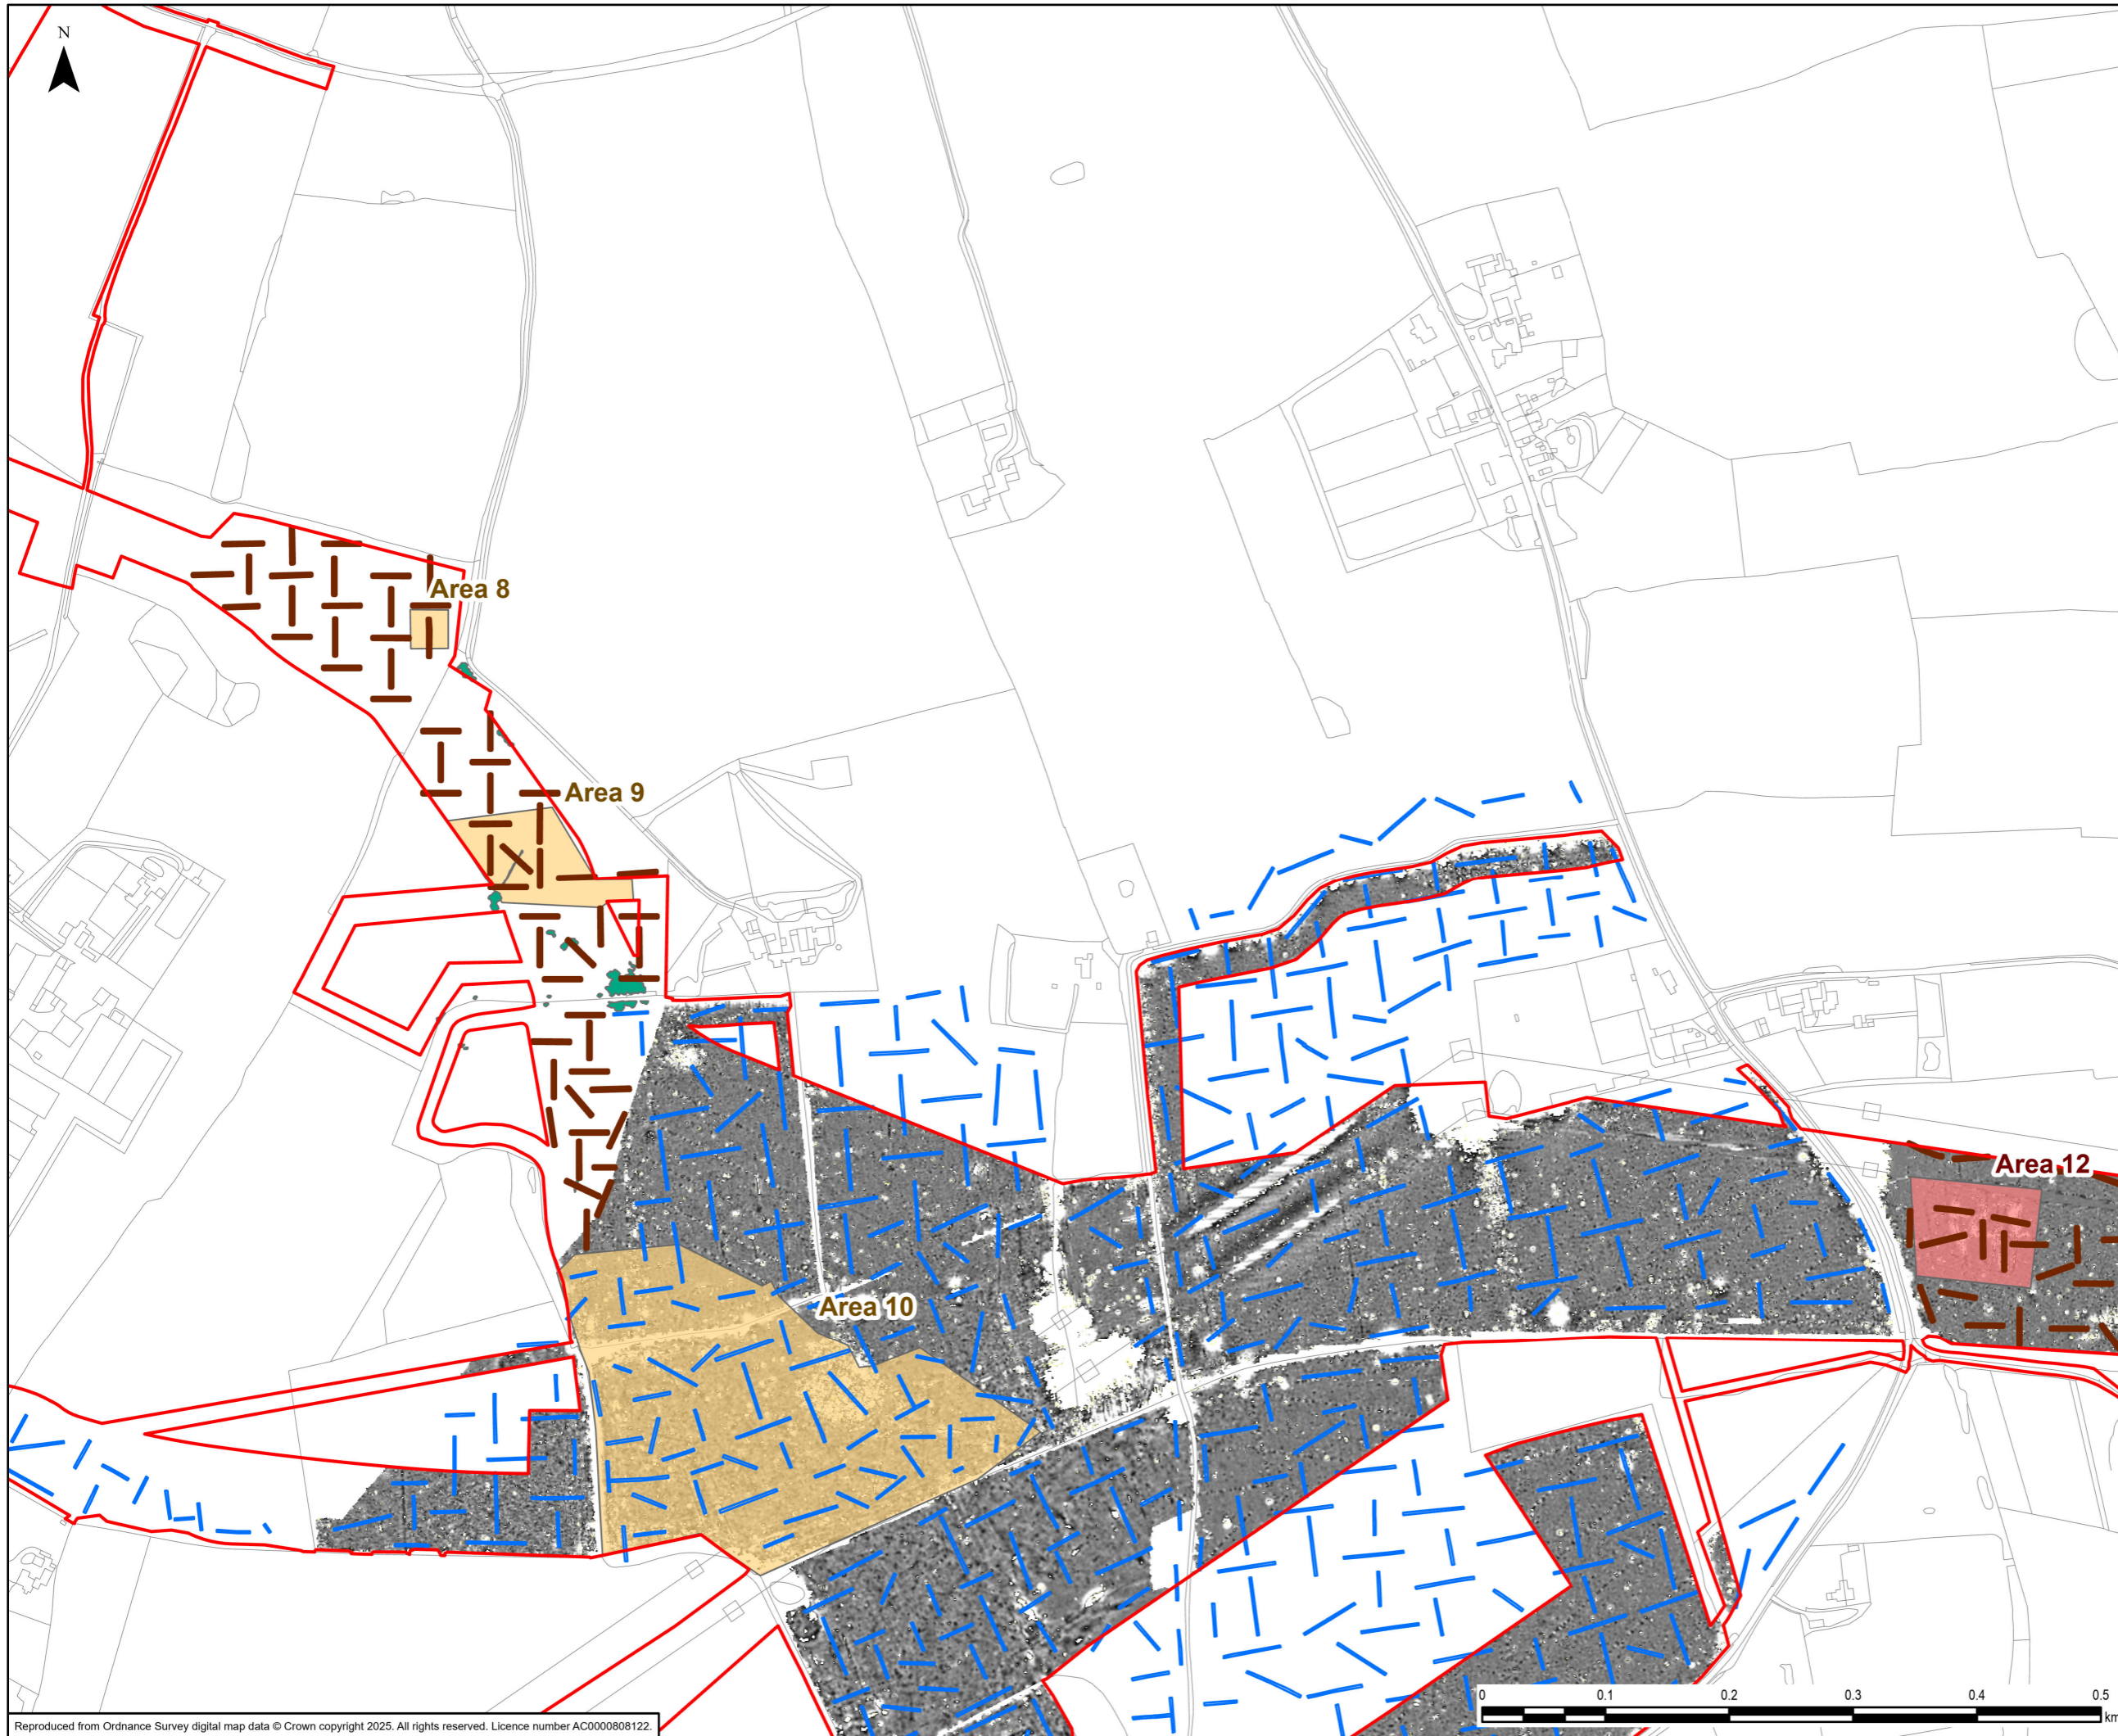 N
Area 8
Area 9
Area 12
Area 10
0 0.1 0.2 0.3 0.4 0.5
km
Reproduced from Ordnance Survey digital map data © Crown copyright 2025. All rights reserved. Licence number AC0000808122.